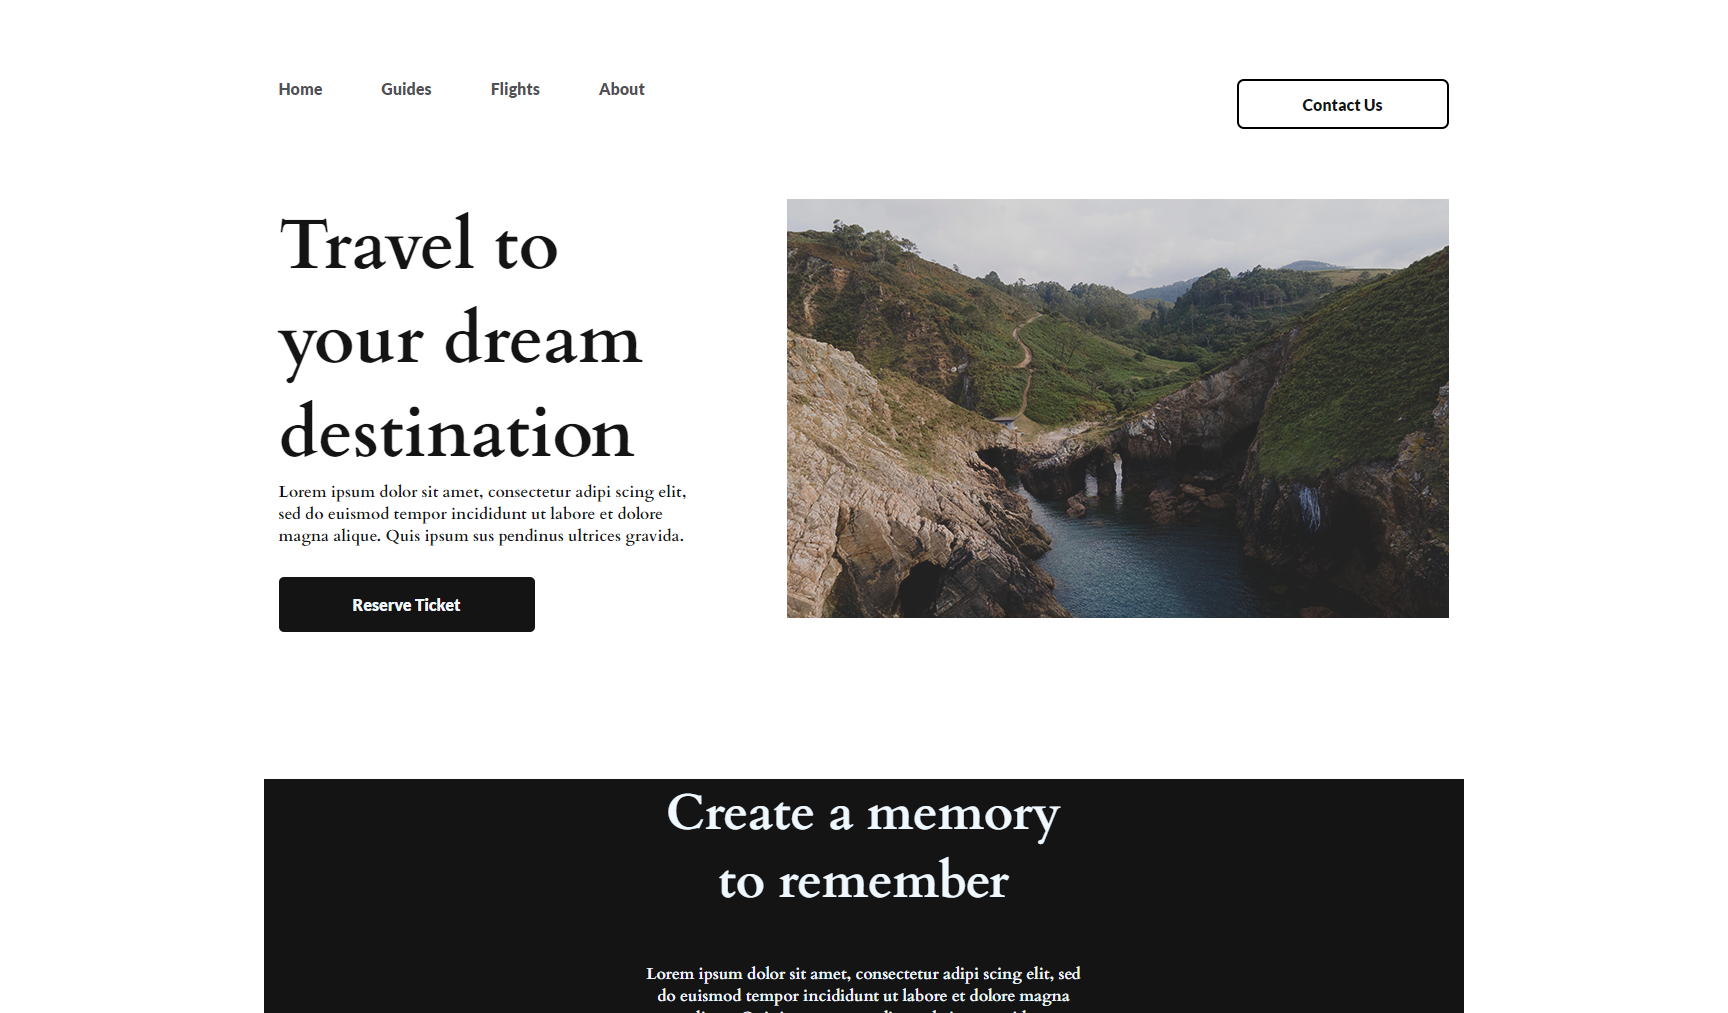 Home Guides Flights About
Contact Us
Travel to
your dream
destination
Lorem ipsum dolor sit amet, consectetur adipi scing elit,
sed do euismod tempor incididunt ut labore et dolore
magna alique. Quis ipsum sus pendinus ultrices gravida.
Reserve Ticket
Create a memory
to remember
Lorem ipsum dolor sit amet, consectetur adipi scing elit, sed
do euismod tempor incididunt ut labore et dolore magna